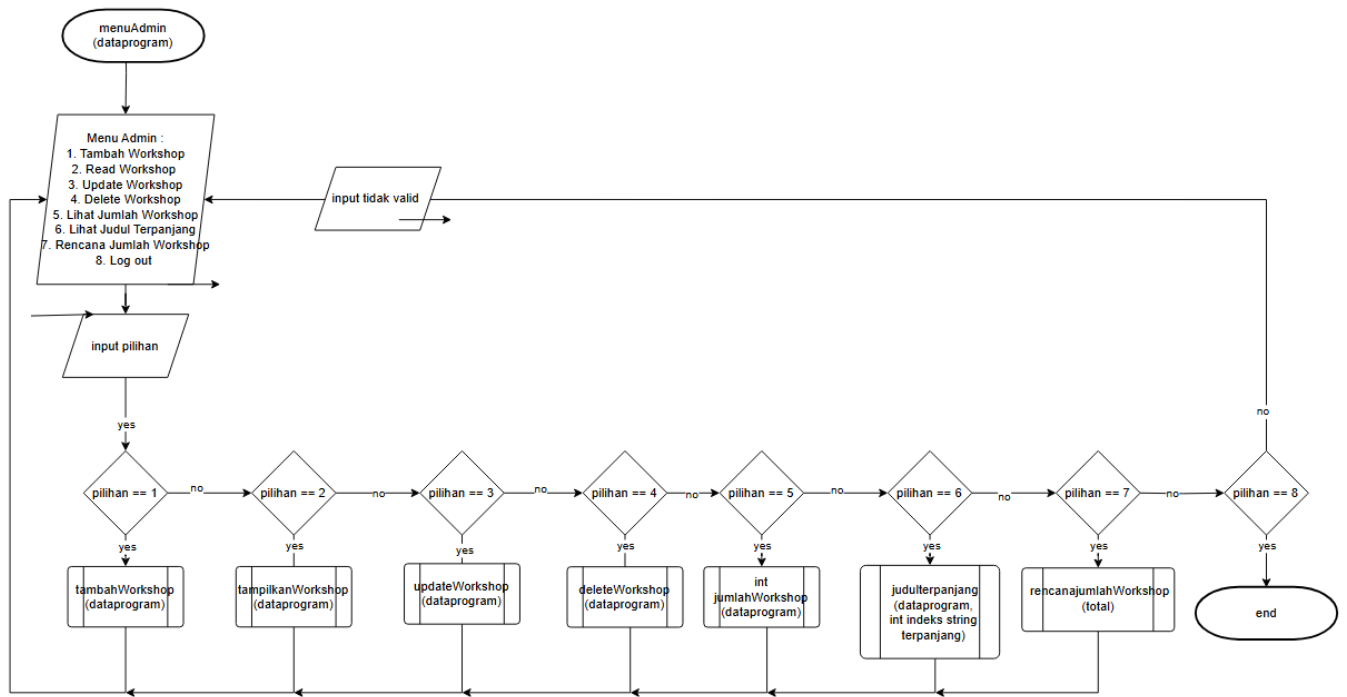 menuAdmin
(dataprogram)
Menu Admin :
1. Tambah Workshop
2. Read Workshop
3. Update Workshop
4. Delete Workshop
5. Lihat Jumlah Workshop
6. Lihat Judul Terpanjang
7. Rencana Jumlah Workshop
8. Log out
input tidak valid
input pilihan
yes
no
pilihan == 1
no
pilihan == 2
no
pilihan == 3
no
pilihan == 4
no
pilihan == 5
no
pilihan == 6
no
pilihan == 7
no
pilihan == 8
yes
yes
yes
yes
yes
yes
yes
yes
tambahWorkshop
(dataprogram)
tampilkanWorkshop
(dataprogram)
updateWorkshop
(dataprogram)
deleteWorkshop
(dataprogram)
int
jumlahWorkshop
(dataprogram)
judulterpanjang
(dataprogram,
int indeks string
terpanjang)
rencanajumlahWorkshop
(total)
end